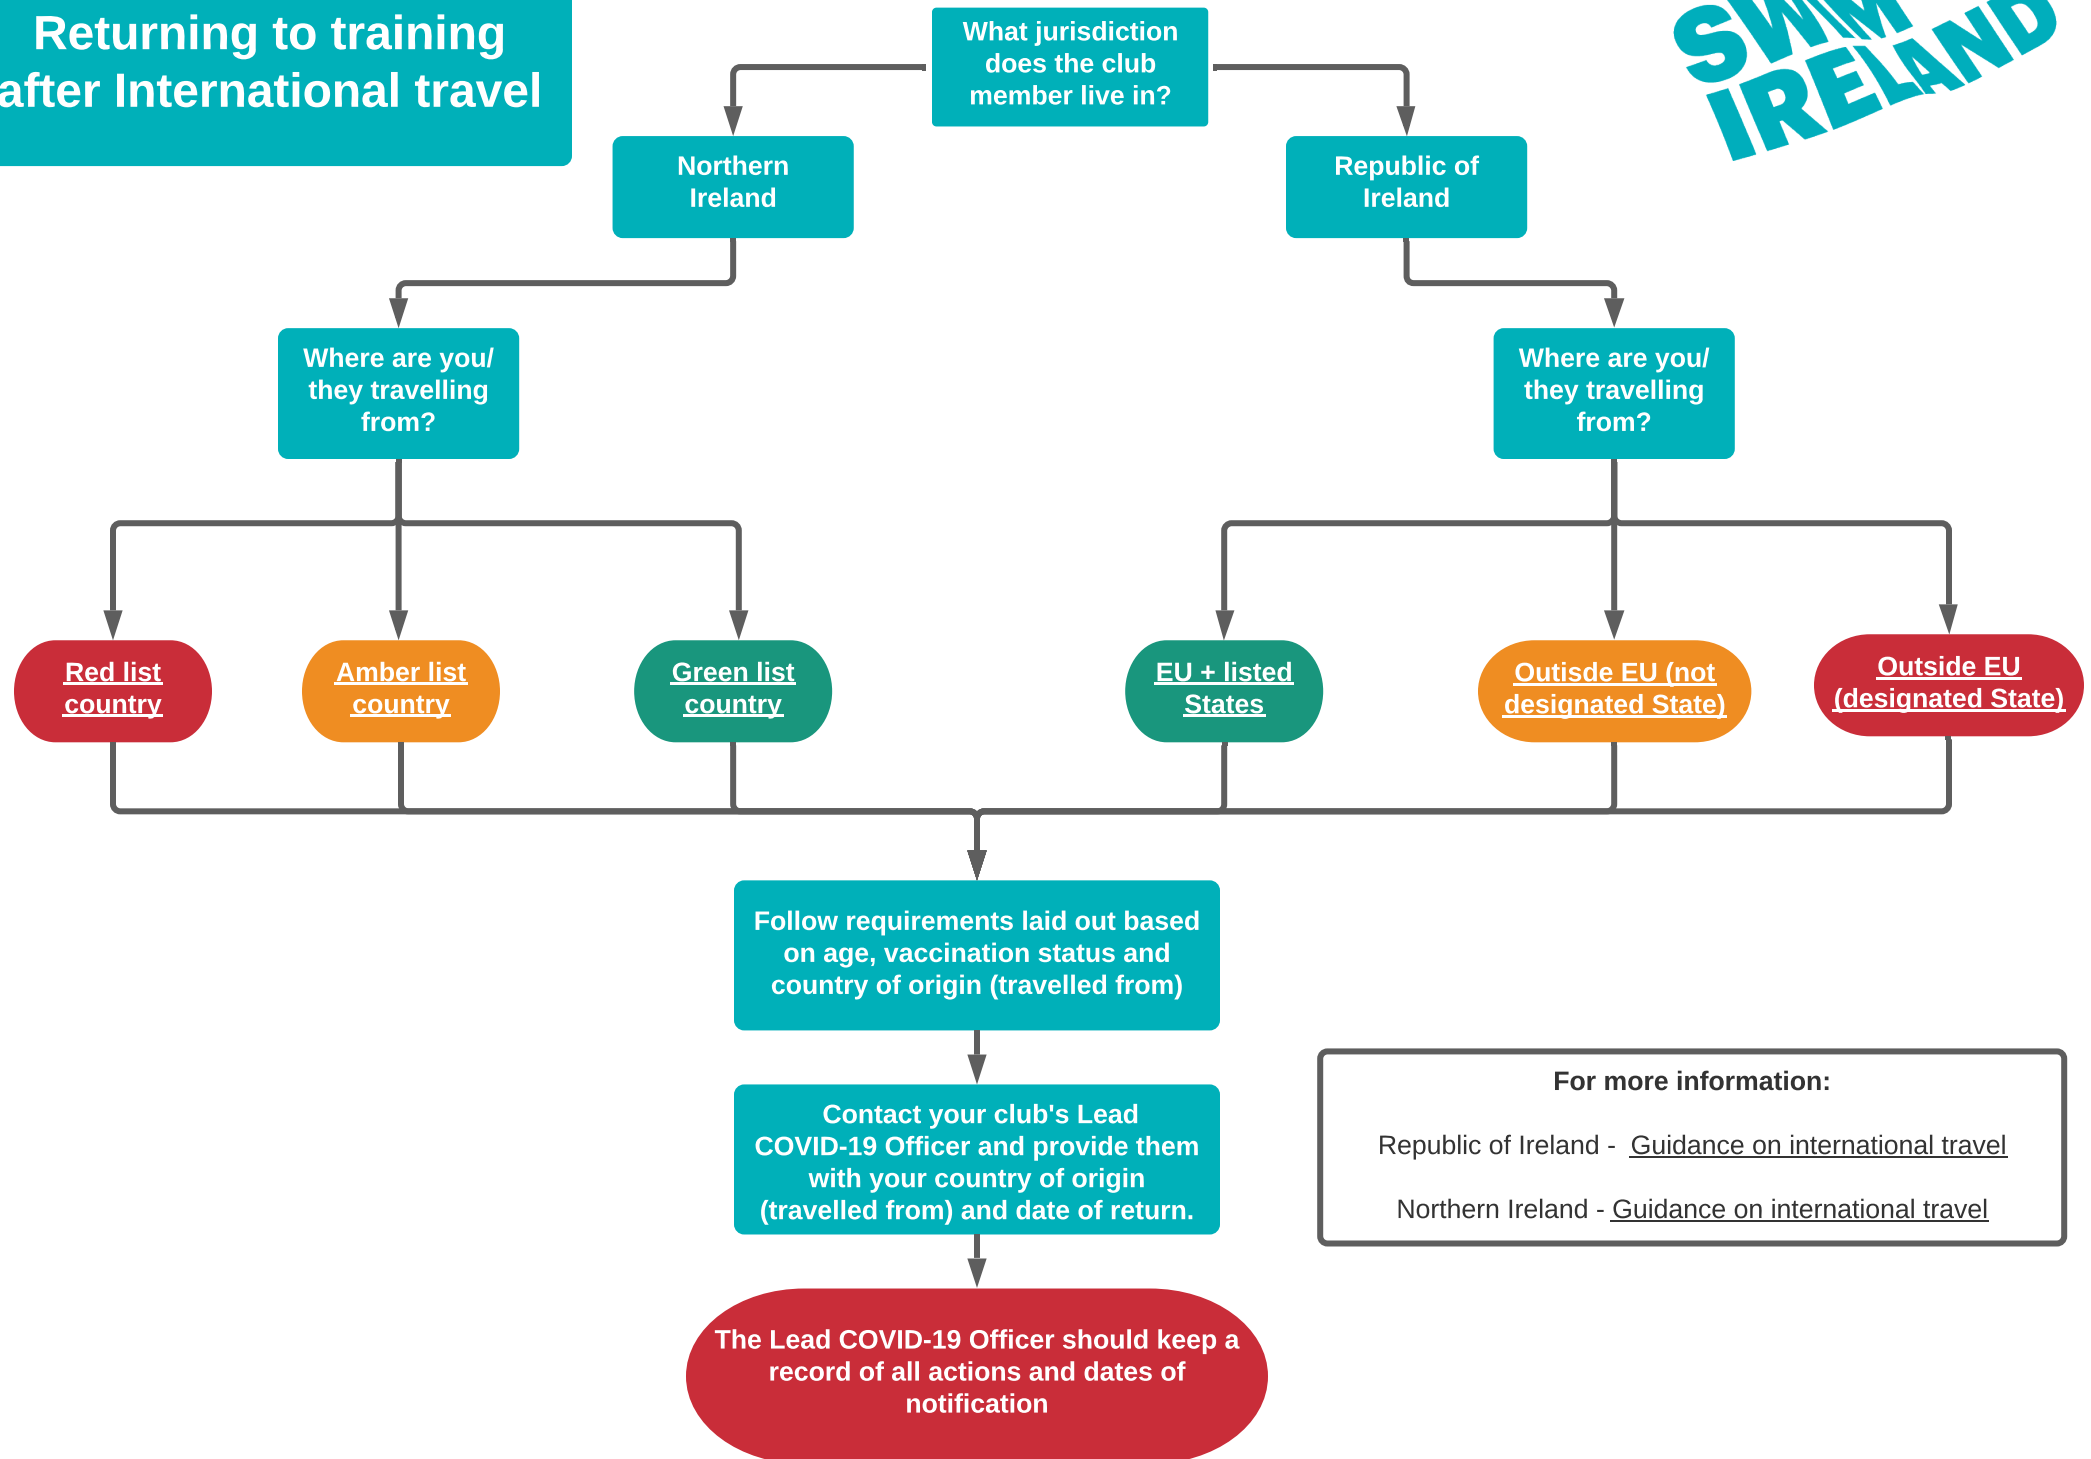 Returning to training
after International travel
What jurisdiction
does the club
member live in?
SWIM
IRELAND
Northern
Ireland
Republic of
Ireland
Where are you/
they travelling
from?
Where are you/
they travelling
from?
Red list
country
Amber list
country
Green list
country
EU + listed
States
Outisde EU (not
designated State)
Outside EU
(designated State)
Follow requirements laid out based
on age, vaccination status and
country of origin (travelled from)
Contact your club's Lead
COVID-19 Officer and provide them
with your country of origin
(travelled from) and date of return.
For more information:
Republic of Ireland - Guidance on international travel
Northern Ireland - Guidance on international travel
The Lead COVID-19 Officer should keep a
record of all actions and dates of
notification